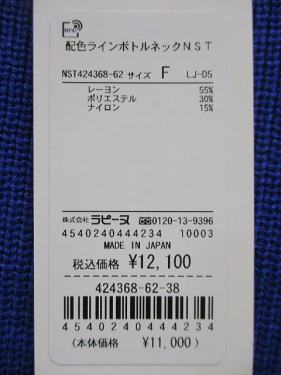 RFID
配色ラインボトルネックNST
NST424368-62 サイズ F LJ-D5
レーヨン 55%
ポリエステル 30%
ナイロン 15%
株式会社 ラピーヌ 0120-13-9396
4540240444234 10003
MADE IN JAPAN
税込価格 ¥12,100
424368-62-38
4540240444234
(本体価格 ¥11,000)